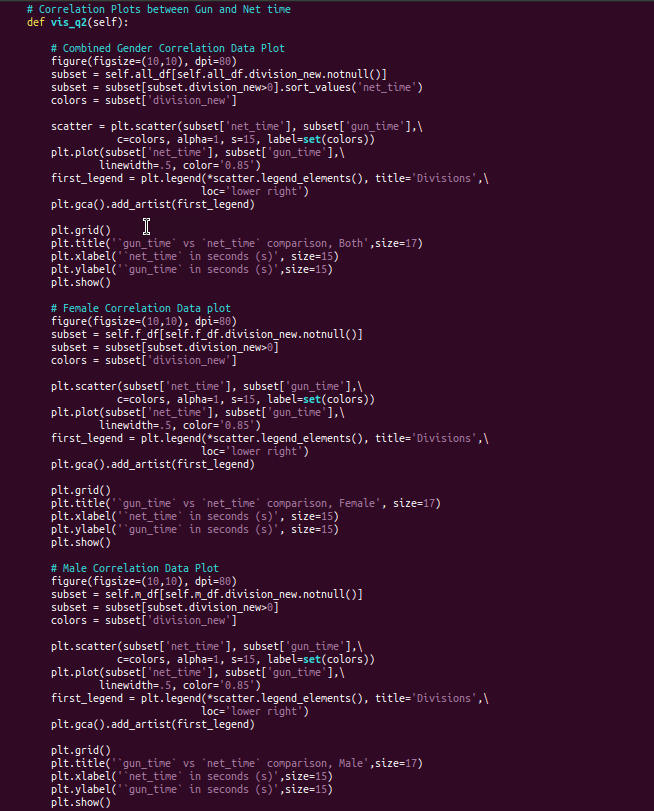 # Correlation Plots between Gun and Net time
def vis_q2(self):
# Combined Gender Correlation Data Plot
figure(figsize=(10,10), dpi=80)
subset = self.all_df[self.all_df.division_new.notnull()]
subset = subset[subset.division_new>0].sort_values('net_time')
colors = subset['division_new']
scatter = plt.scatter(subset['net_time'], subset['gun_time'],\
c=colors, alpha=1, s=15, label=set(colors))
plt.plot(subset['net_time'], subset['gun_time'],\
linewidth=.5, color='0.85')
first_legend = plt.legend(*scatter.legend_elements(), title='Divisions',\
loc='lower right')
plt.gca().add_artist(first_legend)
plt.grid()
plt.title('`gun_time` vs `net_time` comparison, Both',size=17)
plt.xlabel('`net_time` in seconds (s)', size=15)
plt.ylabel('`gun_time` in seconds (s)',size=15)
plt.show()
# Female Correlation Data plot
figure(figsize=(10,10), dpi=80)
subset = self.f_df[self.f_df.division_new.notnull()]
subset = subset[subset.division_new>0]
colors = subset['division_new']
plt.scatter(subset['net_time'], subset['gun_time'],\
c=colors, alpha=1, s=15, label=set(colors))
plt.plot(subset['net_time'], subset['gun_time'],\
linewidth=.5, color='0.85')
first_legend = plt.legend(*scatter.legend_elements(), title='Divisions',\
loc='lower right')
plt.gca().add_artist(first_legend)
plt.grid()
plt.title('`gun_time` vs `net_time` comparison, Female', size=17)
plt.xlabel('`net_time` in seconds (s)', size=15)
plt.ylabel('`gun_time` in seconds (s)', size=15)
plt.show()
# Male Correlation Data Plot
figure(figsize=(10,10), dpi=80)
subset = self.m_df[self.m_df.division_new.notnull()]
subset = subset[subset.division_new>0]
colors = subset['division_new']
plt.scatter(subset['net_time'], subset['gun_time'],\
c=colors, alpha=1, s=15, label=set(colors))
plt.plot(subset['net_time'], subset['gun_time'],\
linewidth=.5, color='0.85')
first_legend = plt.legend(*scatter.legend_elements(), title='Divisions',\
loc='lower right')
plt.gca().add_artist(first_legend)
plt.grid()
plt.title('`gun_time` vs `net_time` comparison, Male',size=17)
plt.xlabel('`net_time` in seconds (s)',size=15)
plt.ylabel('`gun_time` in seconds (s)',size=15)
plt.show()